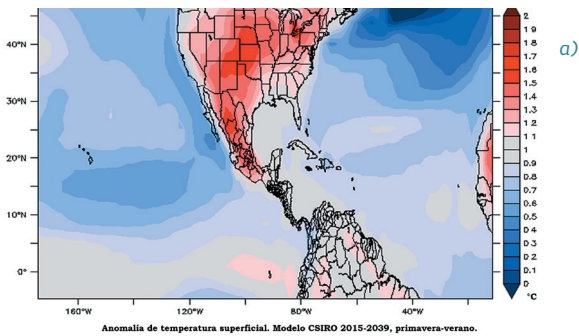 40°N
30°N
20°N
10°N
0°
160°W
120°W
80°W
40°W
2
1 9
1.8
1.7
1.6
1.5
1.4
1.3
1.2
1 1
1
0.9
0.8
0.7
0.6
0.5
0.4
0.3
0.2
0.1
0
°C
a)
Anomalía de temperatura superficial. Modelo CSIRO 2015-2039, primavera-verano.